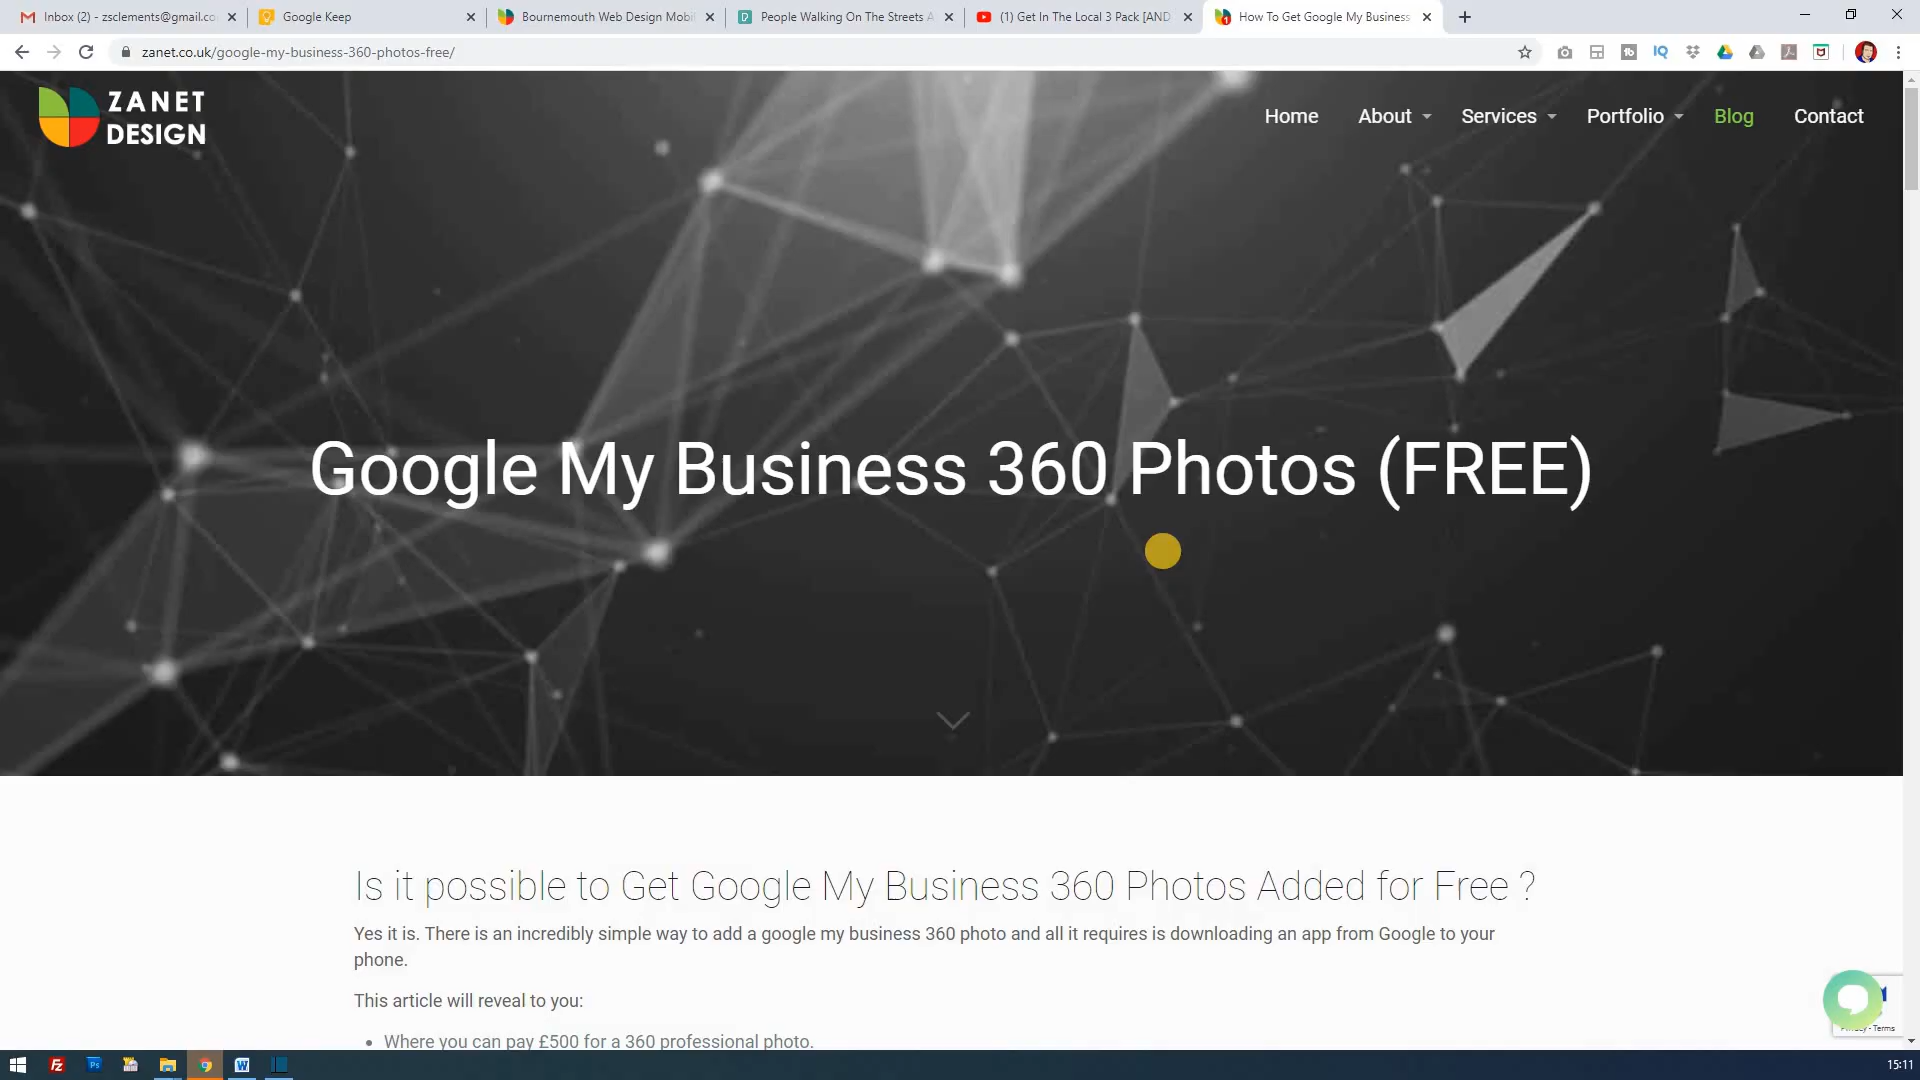 Inbox (2) - zsclements@gmail.co
Google Keep
Bournemouth Web Design Mobi
People Walking On The Streets A
(1) Get In The Local 3 Pack [AND
How To Get Google My Business
zanet.co.uk/google-my-business-360-photos-free/
ZANET
DESIGN
Home
About
Services
Portfolio
Blog
Contact
Google My Business 360 Photos (FREE)
Is it possible to Get Google My Business 360 Photos Added for Free ?
Yes it is. There is an incredibly simple way to add a google my business 360 photo and all it requires is downloading an app from Google to your
phone.
This article will reveal to you:
• Where you can pay £500 for a 360 professional photo.
Privacy - Terms
15:11